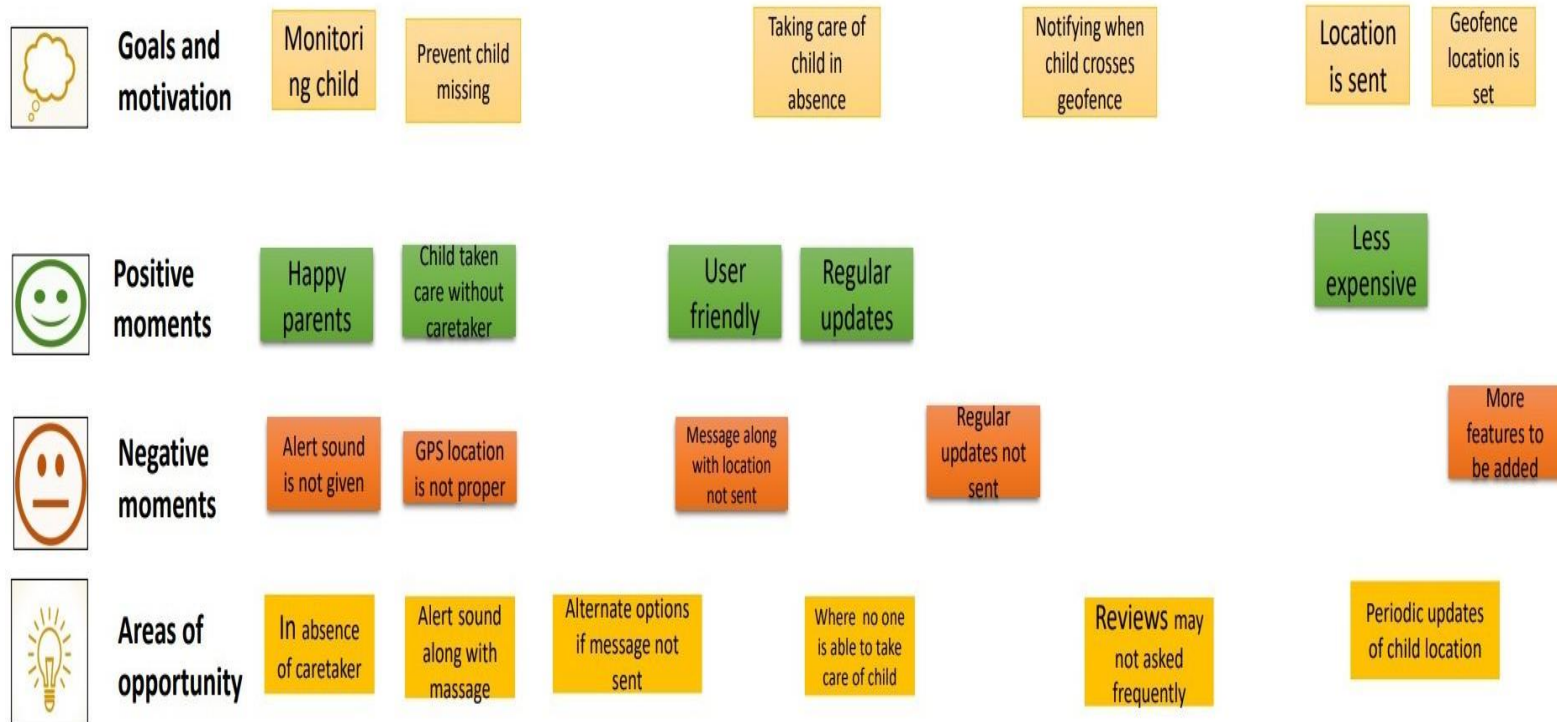 Goals and
motivation
Monitori
ng child
Prevent child
missing
Taking care of
child in
absence
Notifying when
child crosses
geofence
Location
is sent
Geofence
location is
set
Positive
moments
Happy
parents
Child taken
care without
caretaker
User
friendly
Regular
updates
Less
expensive
Negative
moments
Alert sound
is not given
GPS location
is not proper
Message along
with location
not sent
Regular
updates not
sent
More
features to
be added
Areas of
opportunity
In absence
of caretaker
Alert sound
along with
massage
Alternate options
if message not
sent
Where no one
is able to take
care of child
Reviews may
not asked
frequently
Periodic updates
of child location